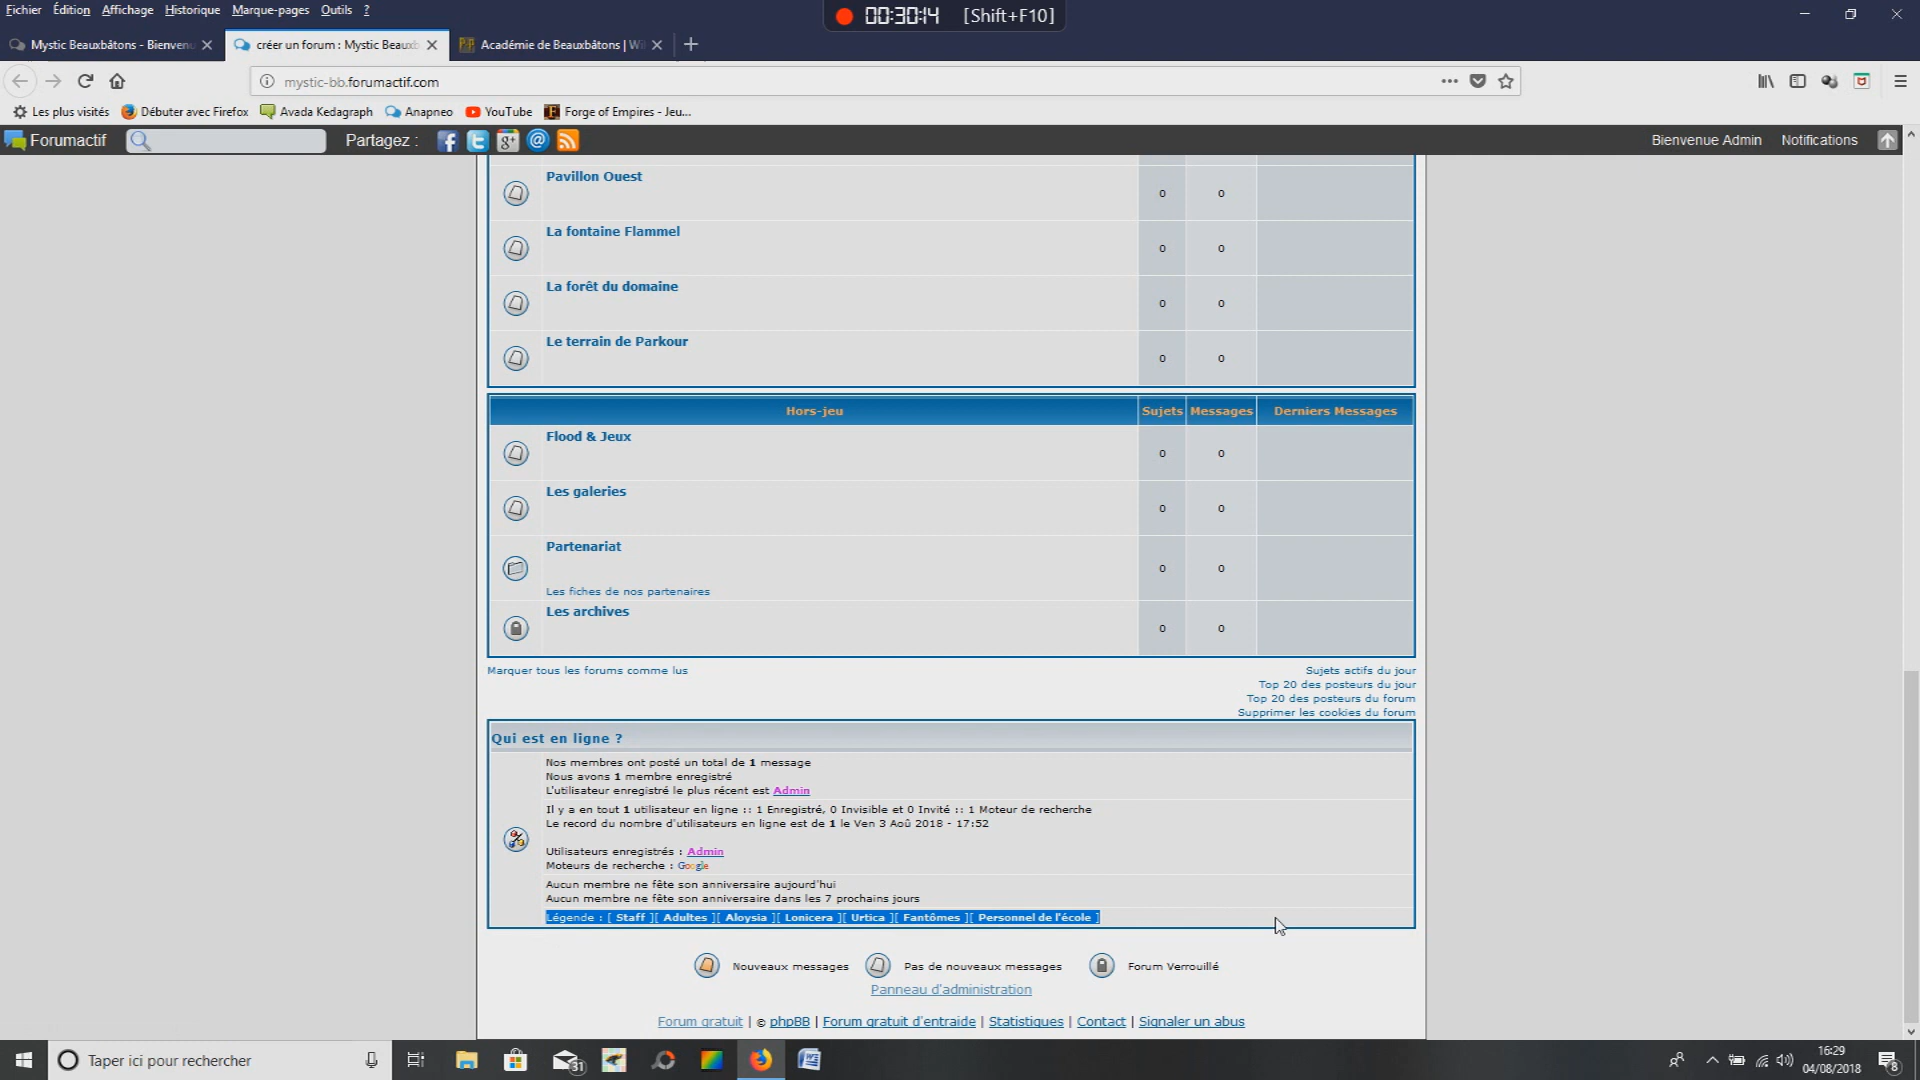 Fichier Édition Affichage Historique Marque-pages Outils ?
00:30:14 [Shift+F10]
Mystic Beauxbâtons - Bienvenu créer un forum : Mystic Beauxb Académie de Beauxbâtons | Wi
mystic-bb.forumactif.com
Les plus visités Débuter avec Firefox Avada Kedagraph Anapneo YouTube Forge of Empires - Jeu...
Forumactif Partagez : Bienvenue Admin Notifications
Pavillon Ouest
0 0
La fontaine Flammel
0 0
La forêt du domaine
0 0
Le terrain de Parkour
0 0
Hors-jeu Sujets Messages Derniers Messages
Flood & Jeux
0 0
Les galeries
0 0
Partenariat
0 0
Les fiches de nos partenaires
Les archives
0 0
Marquer tous les forums comme lus Sujets actifs du jour
Top 20 des posteurs du jour
Top 20 des posteurs du forum
Supprimer les cookies du forum
Qui est en ligne ?
Nos membres ont posté un total de 1 message
Nous avons 1 membre enregistré
L'utilisateur enregistré le plus récent est Admin
Il y a en tout 1 utilisateur en ligne :: 1 Enregistré, 0 Invisible et 0 Invité :: 1 Moteur de recherche
Le record du nombre d'utilisateurs en ligne est de 1 le Ven 3 Aoû 2018 - 17:52
Utilisateurs enregistrés : Admin
Moteurs de recherche : Google
Aucun membre ne fête son anniversaire aujourd'hui
Aucun membre ne fête son anniversaire dans les 7 prochains jours
Légende : [ Staff ][ Adultes ][ Aloysia ][ Lonicera ][ Urtica ][ Fantômes ][ Personnel de l'école ]
Nouveaux messages Pas de nouveaux messages Forum Verrouillé
Panneau d'administration
Forum gratuit | © phpBB | Forum gratuit d'entraide | Statistiques | Contact | Signaler un abus
Taper ici pour rechercher 31 16:29
04/08/2018 8